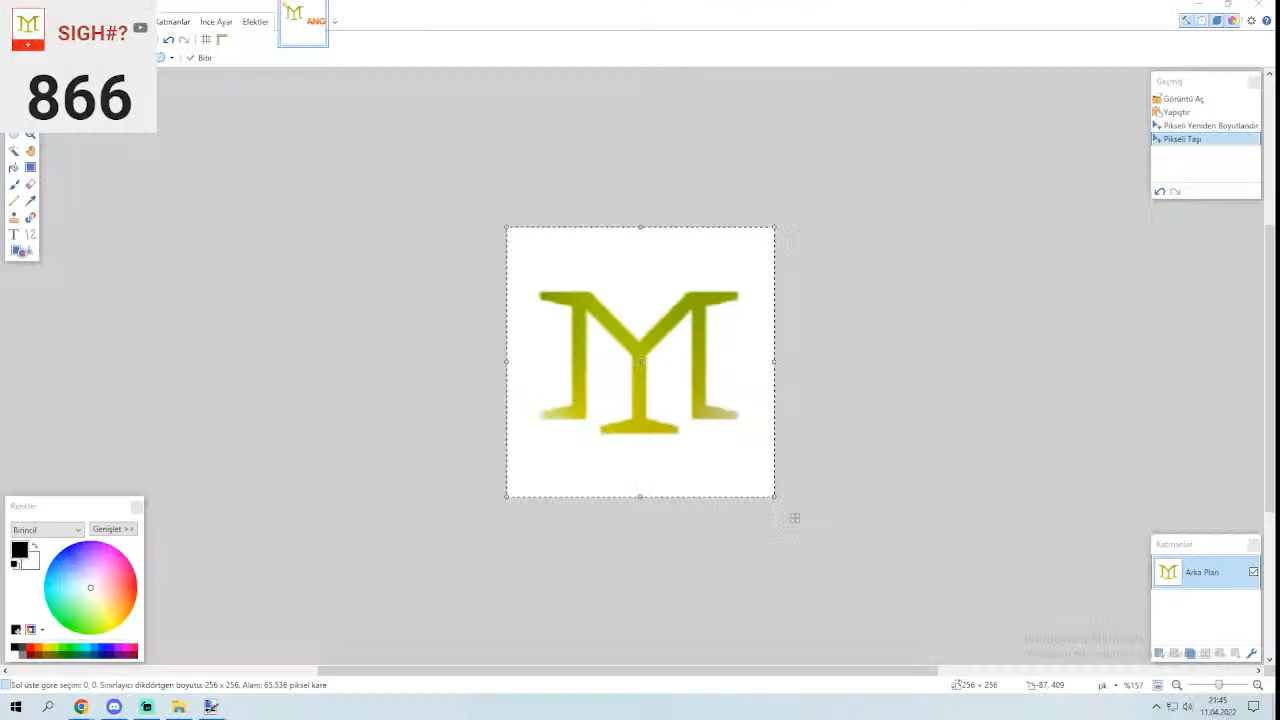 SIGH#?
866
Katmanlar İnce Ayar Efektler
ANG
Bitir
Geçmiş
Görüntü Aç
Yapıştır
Pikseli Yeniden Boyutlandır
Pikseli Taşı
Renkler
Birincil
Genişlet >>
Katmanlar
Arka Plan
Sol üste göre seçim: 0, 0. Sınırlayıcı dikdörtgen boyutu: 256 x 256. Alanı: 65.536 piksel kare
256 × 256
-87, 409
pk
%157
21:45
11.04.2022